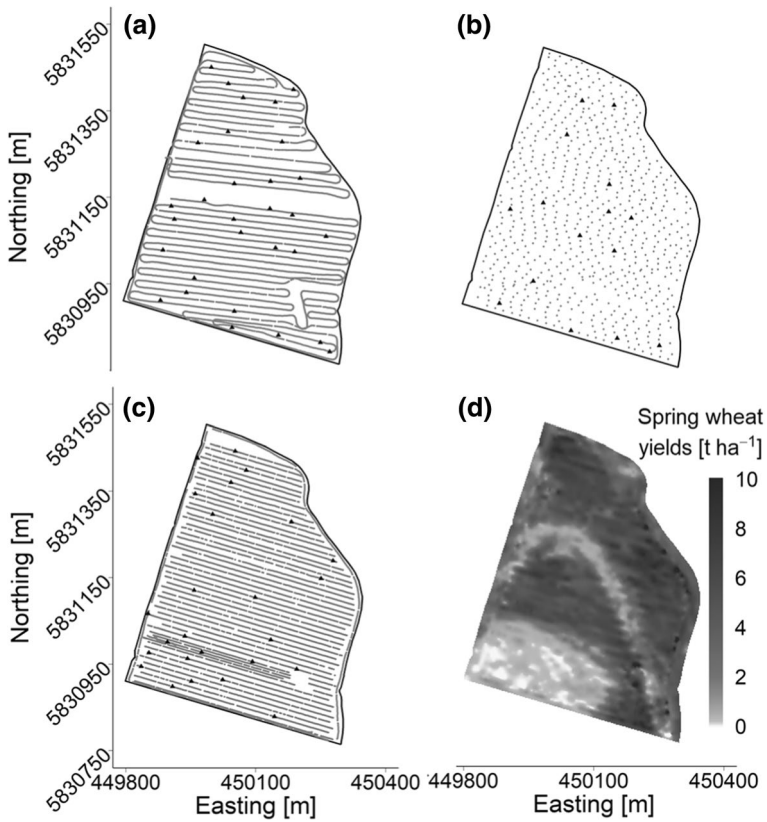 (a)
(b)
5831550
5831350
5831150
5830950
Northing [m]
(c)
(d)
Spring wheat
yields [t ha⁻¹]
10
8
6
4
2
0
5831550
5831350
5831150
5830950
5830750
Northing [m]
449800
450100
450400
449800
450100
450400
Easting [m]
Easting [m]